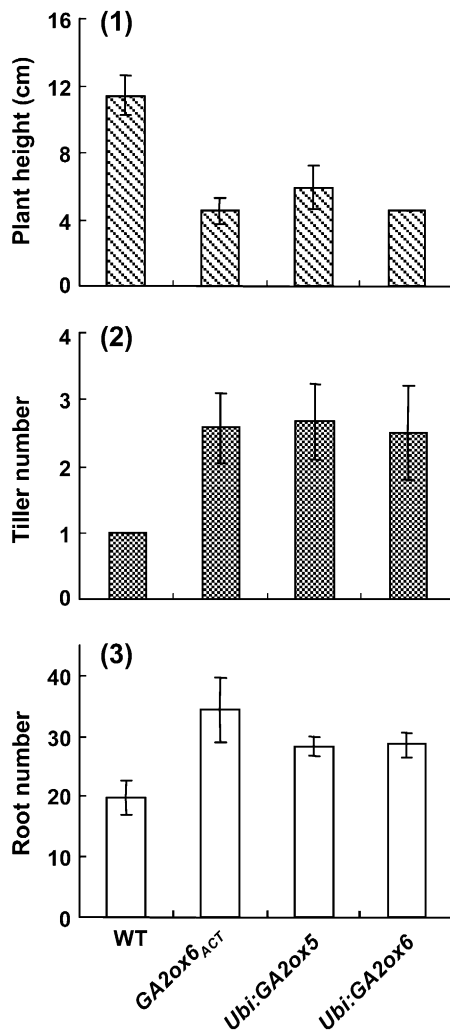 (1)
Plant height (cm)
16
12
8
4
0
(2)
Tiller number
4
3
2
1
0
(3)
Root number
40
30
20
10
0
WT
GA2ox6ACT
Ubi:GA2ox5
Ubi:GA2ox6